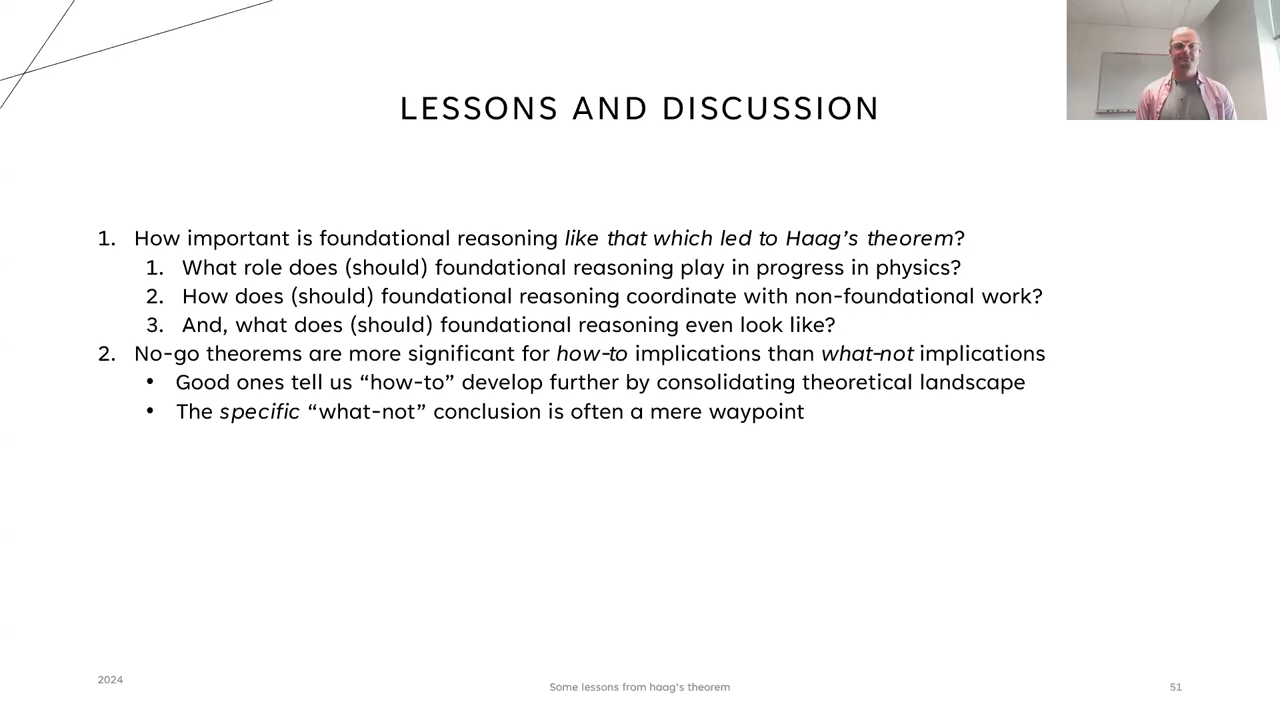 LESSONS AND DISCUSSION
1. How important is foundational reasoning like that which led to Haag's theorem?
1. What role does (should) foundational reasoning play in progress in physics?
2. How does (should) foundational reasoning coordinate with non-foundational work?
3. And, what does (should) foundational reasoning even look like?
2. No-go theorems are more significant for how-to implications than what-not implications
• Good ones tell us “how-to” develop further by consolidating theoretical landscape
• The specific “what-not” conclusion is often a mere waypoint
2024
Some lessons from haag's theorem
51